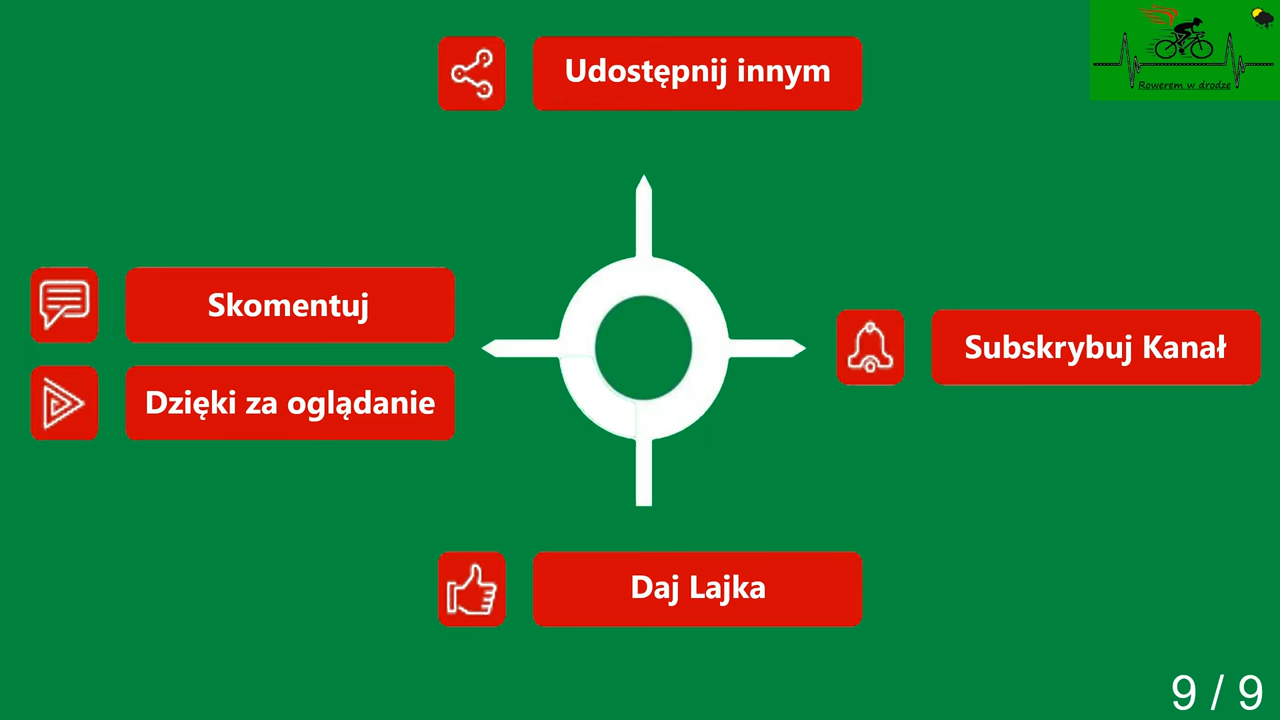 Udostępnij innym
Rowerem w drodze
Skomentuj
Dzięki za oglądanie
Subskrybuj Kanał
Daj Lajka
9 / 9